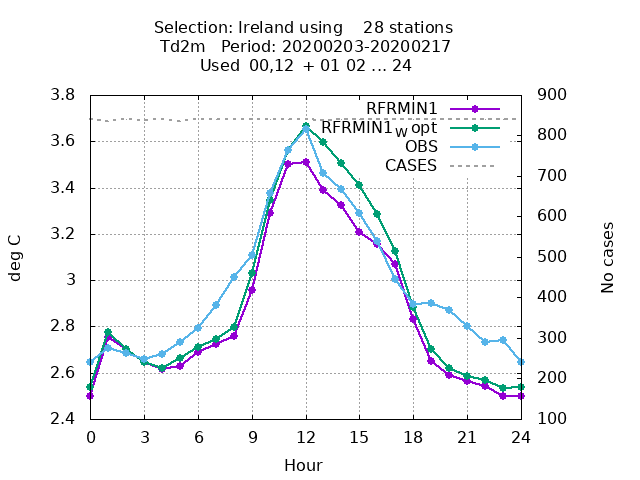 Selection: Ireland using 28 stations
Td2m Period: 20200203-20200217
Used 00,12 + 01 02 ... 24
3.8 900
RFRMIN1
RFRMIN1w opt
3.6 800
OBS
CASES
3.4 700
600
3.2
500
3
400
2.8
300
2.6 200
2.4 100
deg C
No cases
0 3 6 9 12 15 18 21 24
Hour